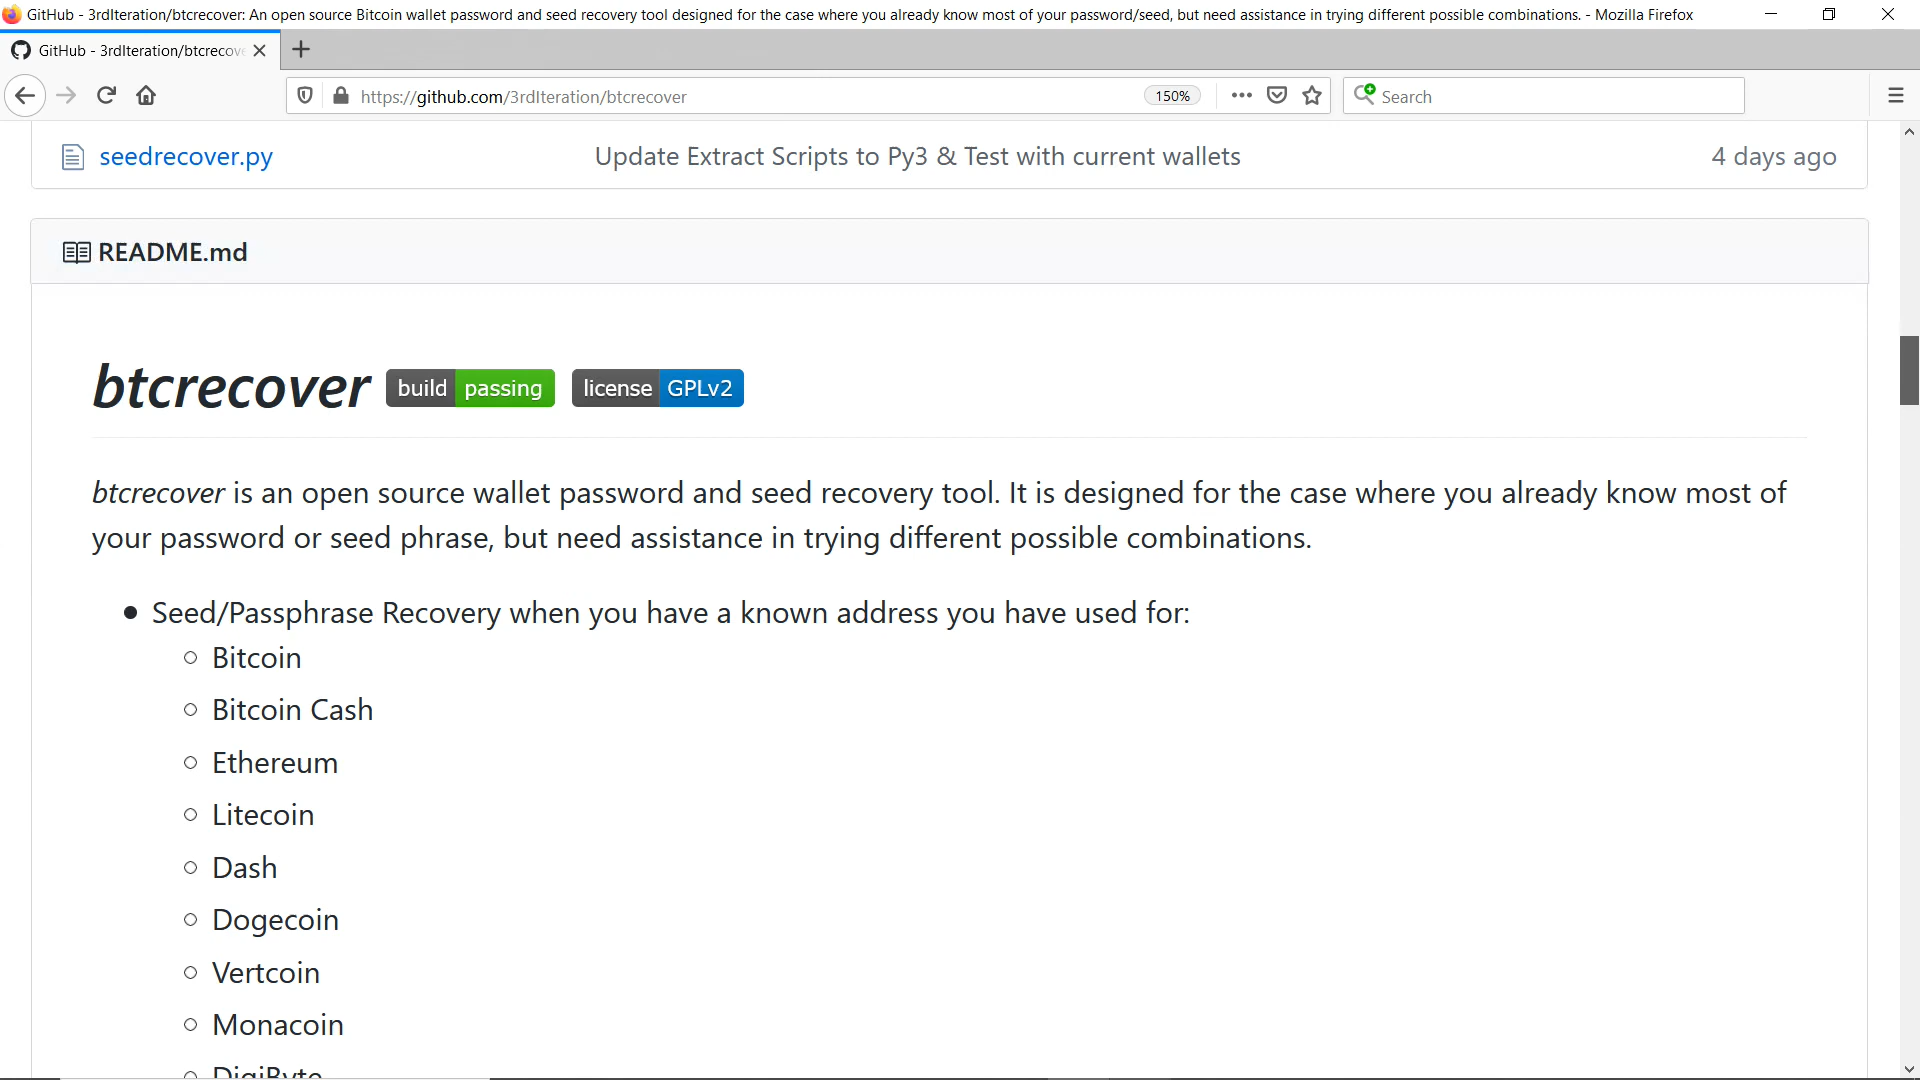 GitHub - 3rdIteration/btcrecover: An open source Bitcoin wallet password and seed recovery tool designed for the case where you already know most of your password/seed, but need assistance in trying different possible combinations. - Mozilla Firefox
GitHub - 3rdIteration/btcrecove
https://github.com/3rdIteration/btcrecover
150%
Search
seedrecover.py
Update Extract Scripts to Py3 & Test with current wallets
4 days ago
README.md
btcrecover build passing license GPLv2
btcrecover is an open source wallet password and seed recovery tool. It is designed for the case where you already know most of
your password or seed phrase, but need assistance in trying different possible combinations.
Seed/Passphrase Recovery when you have a known address you have used for:
Bitcoin
Bitcoin Cash
Ethereum
Litecoin
Dash
Dogecoin
Vertcoin
Monacoin
DigiByte